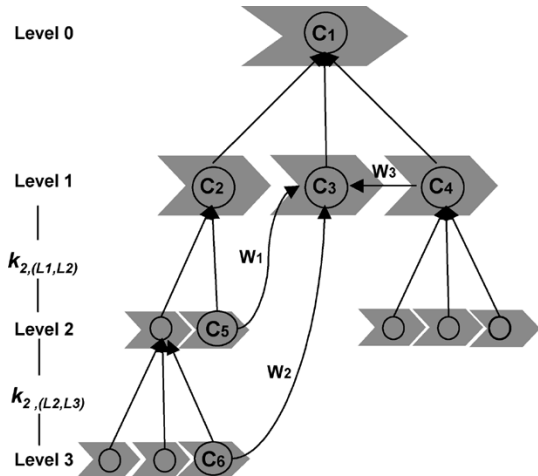 Level 0
C1
Level 1
C2
C3
W3
C4
k2,(L1,L2)
W1
Level 2
C5
W2
k2,(L2,L3)
Level 3
C6